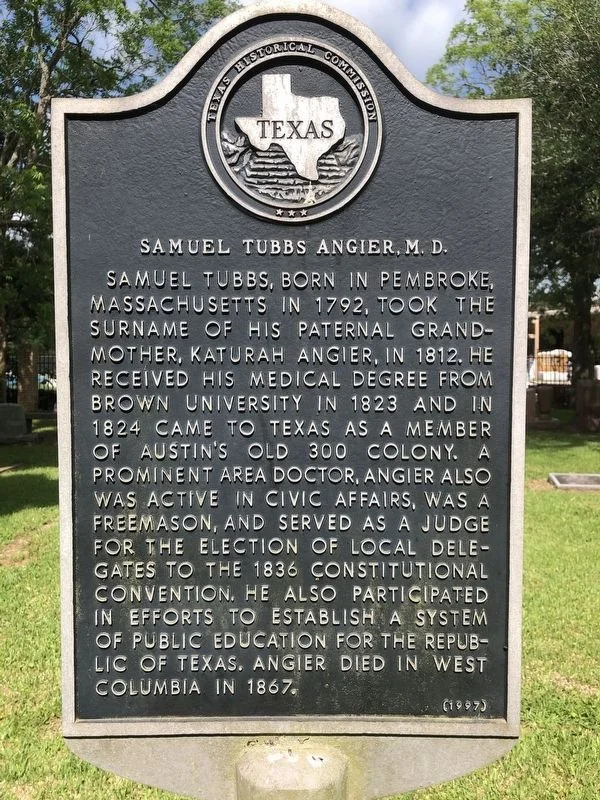 TEXAS HISTORICAL COMMISSION
TEXAS
SAMUEL TUBBS ANGIER, M. D.
SAMUEL TUBBS, BORN IN PEMBROKE,
MASSACHUSETTS IN 1792, TOOK THE
SURNAME OF HIS PATERNAL GRAND-
MOTHER, KATURAH ANGIER, IN 1812. HE
RECEIVED HIS MEDICAL DEGREE FROM
BROWN UNIVERSITY IN 1823 AND IN
1824 CAME TO TEXAS AS A MEMBER
OF AUSTIN'S OLD 300 COLONY. A
PROMINENT AREA DOCTOR, ANGIER ALSO
WAS ACTIVE IN CIVIC AFFAIRS, WAS A
FREEMASON, AND SERVED AS A JUDGE
FOR THE ELECTION OF LOCAL DELE-
GATES TO THE 1836 CONSTITUTIONAL
CONVENTION. HE ALSO PARTICIPATED
IN EFFORTS TO ESTABLISH A SYSTEM
OF PUBLIC EDUCATION FOR THE REPUB-
LIC OF TEXAS. ANGIER DIED IN WEST
COLUMBIA IN 1867.
(1997)